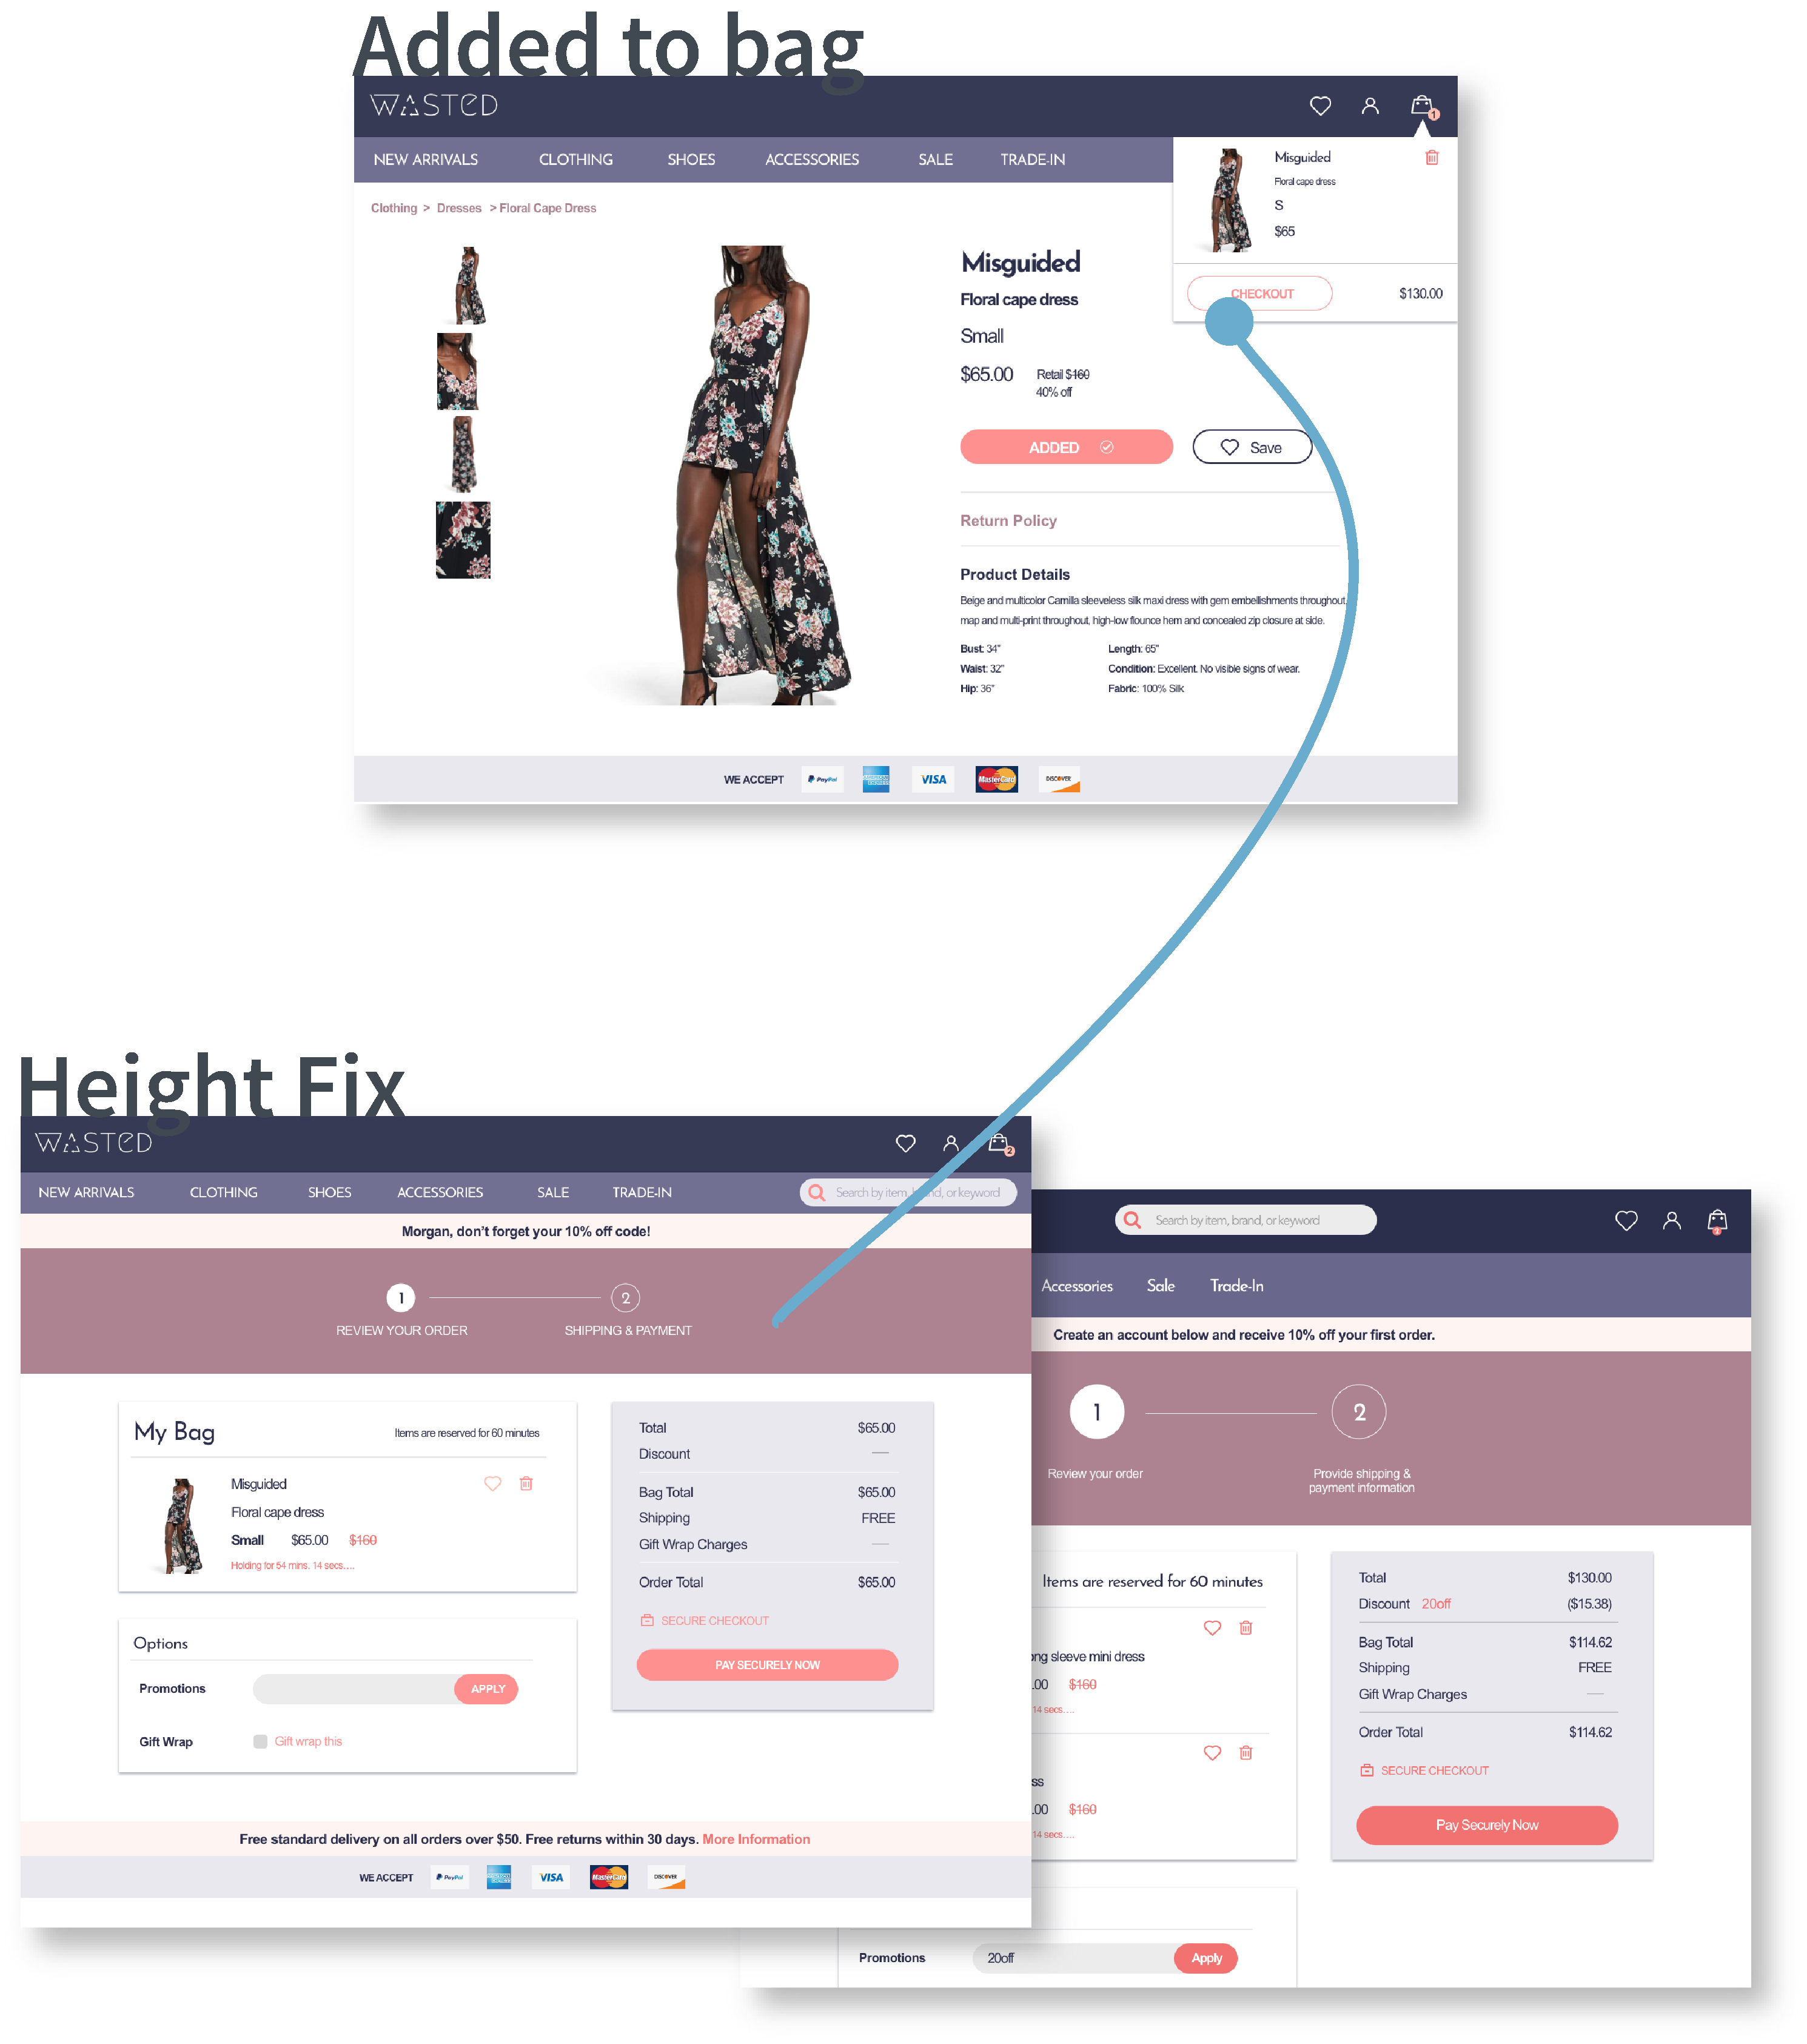 Added to bag
WASTED
1
NEW ARRIVALS CLOTHING SHOES ACCESSORIES SALE TRADE-IN
Misguided
Floral cape dress
S
$65
CHECKOUT $130.00
Clothing > Dresses > Floral Cape Dress
Misguided
Floral cape dress
Small
$65.00 Retail $160
40% off
ADDED Save
Return Policy
Product Details
Beige and multicolor Camilla sleeveless silk maxi dress with gem embellishments throughout,
map and multi-print throughout, high-low flounce hem and concealed zip closure at side.
Bust: 34" Length: 65"
Waist: 32" Condition: Excellent. No visible signs of wear.
Hip: 36" Fabric: 100% Silk
WE ACCEPT PayPal AMERICAN EXPRESS VISA MasterCard DISCOVER
Height Fix
WASTED
2
NEW ARRIVALS CLOTHING SHOES ACCESSORIES SALE TRADE-IN Search by item, brand, or keyword
Morgan, don't forget your 10% off code!
1 2
REVIEW YOUR ORDER SHIPPING & PAYMENT
My Bag Items are reserved for 60 minutes
Misguided
Floral cape dress
Small $65.00 $160
Holding for 54 mins. 14 secs....
Options
Promotions APPLY
Gift Wrap Gift wrap this
Total $65.00
Discount —
Bag Total $65.00
Shipping FREE
Gift Wrap Charges —
Order Total $65.00
SECURE CHECKOUT
PAY SECURELY NOW
Free standard delivery on all orders over $50. Free returns within 30 days. More Information
WE ACCEPT PayPal AMERICAN EXPRESS VISA MasterCard DISCOVER
Search by item, brand, or keyword
2
Accessories Sale Trade-In
Create an account below and receive 10% off your first order.
1 2
Review your order Provide shipping &
payment information
Items are reserved for 60 minutes
ong sleeve mini dress
.00 $160
14 secs....
ss
.00 $160
14 secs....
Total $130.00
Discount 20off ($15.38)
Bag Total $114.62
Shipping FREE
Gift Wrap Charges —
Order Total $114.62
SECURE CHECKOUT
Pay Securely Now
Promotions 20off Apply